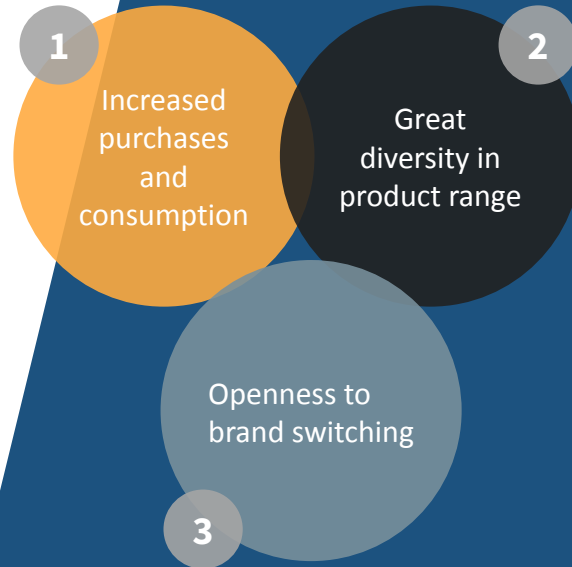 1
Increased
purchases
and
consumption
2
Great
diversity in
product range
Openness to
brand switching
3